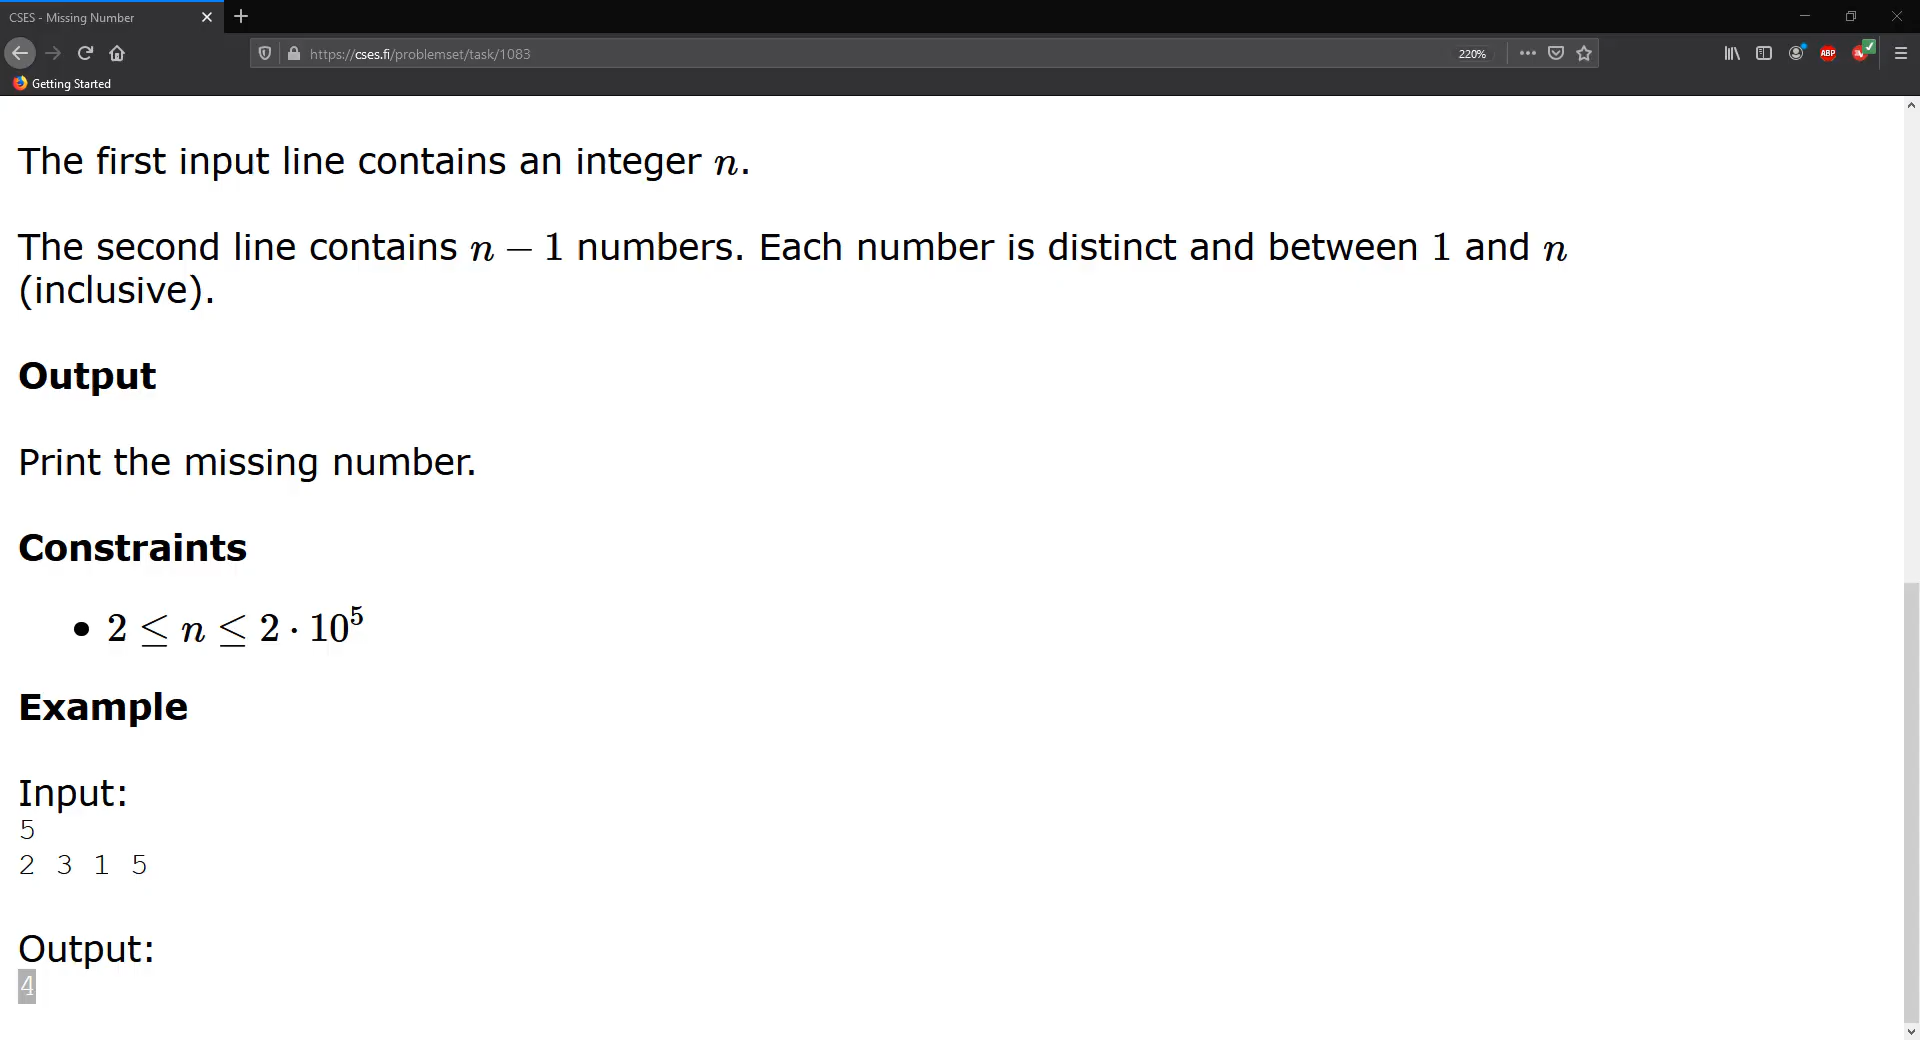 CSES - Missing Number
https://cses.fi/problemset/task/1083
220%
ABP
Getting Started
The first input line contains an integer n.
The second line contains n − 1 numbers. Each number is distinct and between 1 and n
(inclusive).
Output
Print the missing number.
Constraints
• 2 ≤ n ≤ 2 · 10⁵
Example
Input:
5
2 3 1 5
Output:
4